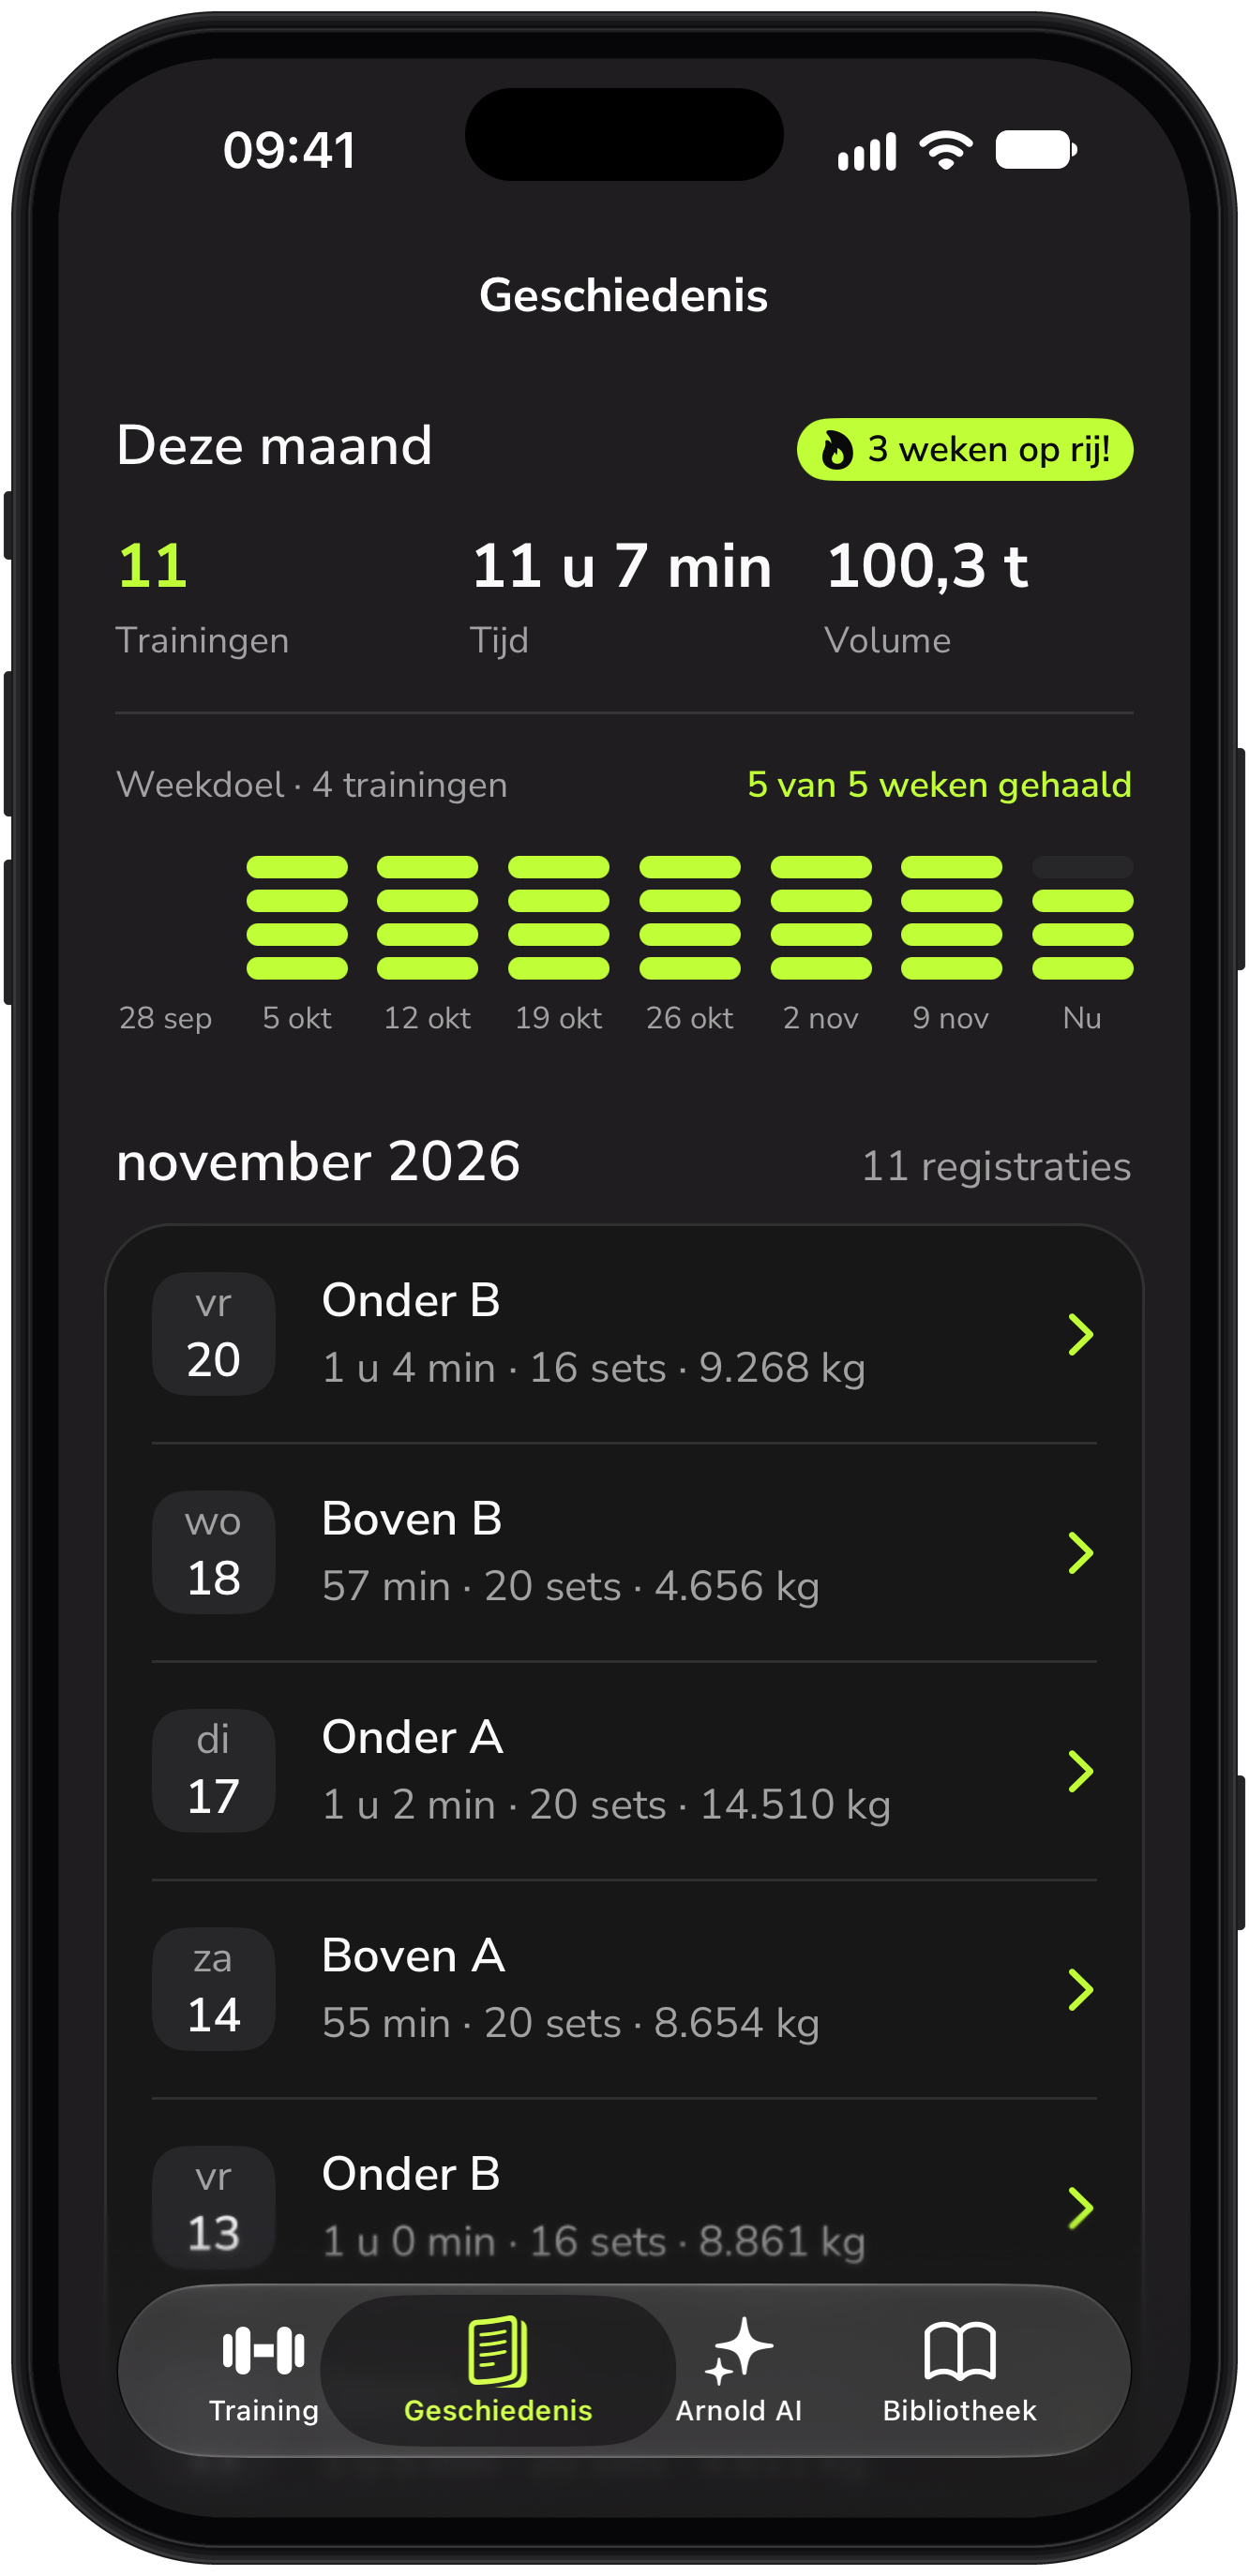 09:41
Geschiedenis
Deze maand
3 weken op rij!
11
11 u 7 min
100,3 t
Trainingen
Tijd
Volume
Weekdoel · 4 trainingen
5 van 5 weken gehaald
28 sep
5 okt
12 okt
19 okt
26 okt
2 nov
9 nov
Nu
november 2026
11 registraties
vr
20
Onder B
1 u 4 min · 16 sets · 9.268 kg
wo
18
Boven B
57 min · 20 sets · 4.656 kg
di
17
Onder A
1 u 2 min · 20 sets · 14.510 kg
za
14
Boven A
55 min · 20 sets · 8.654 kg
vr
13
Onder B
1 u 0 min · 16 sets · 8.861 kg
Training
Geschiedenis
Arnold AI
Bibliotheek